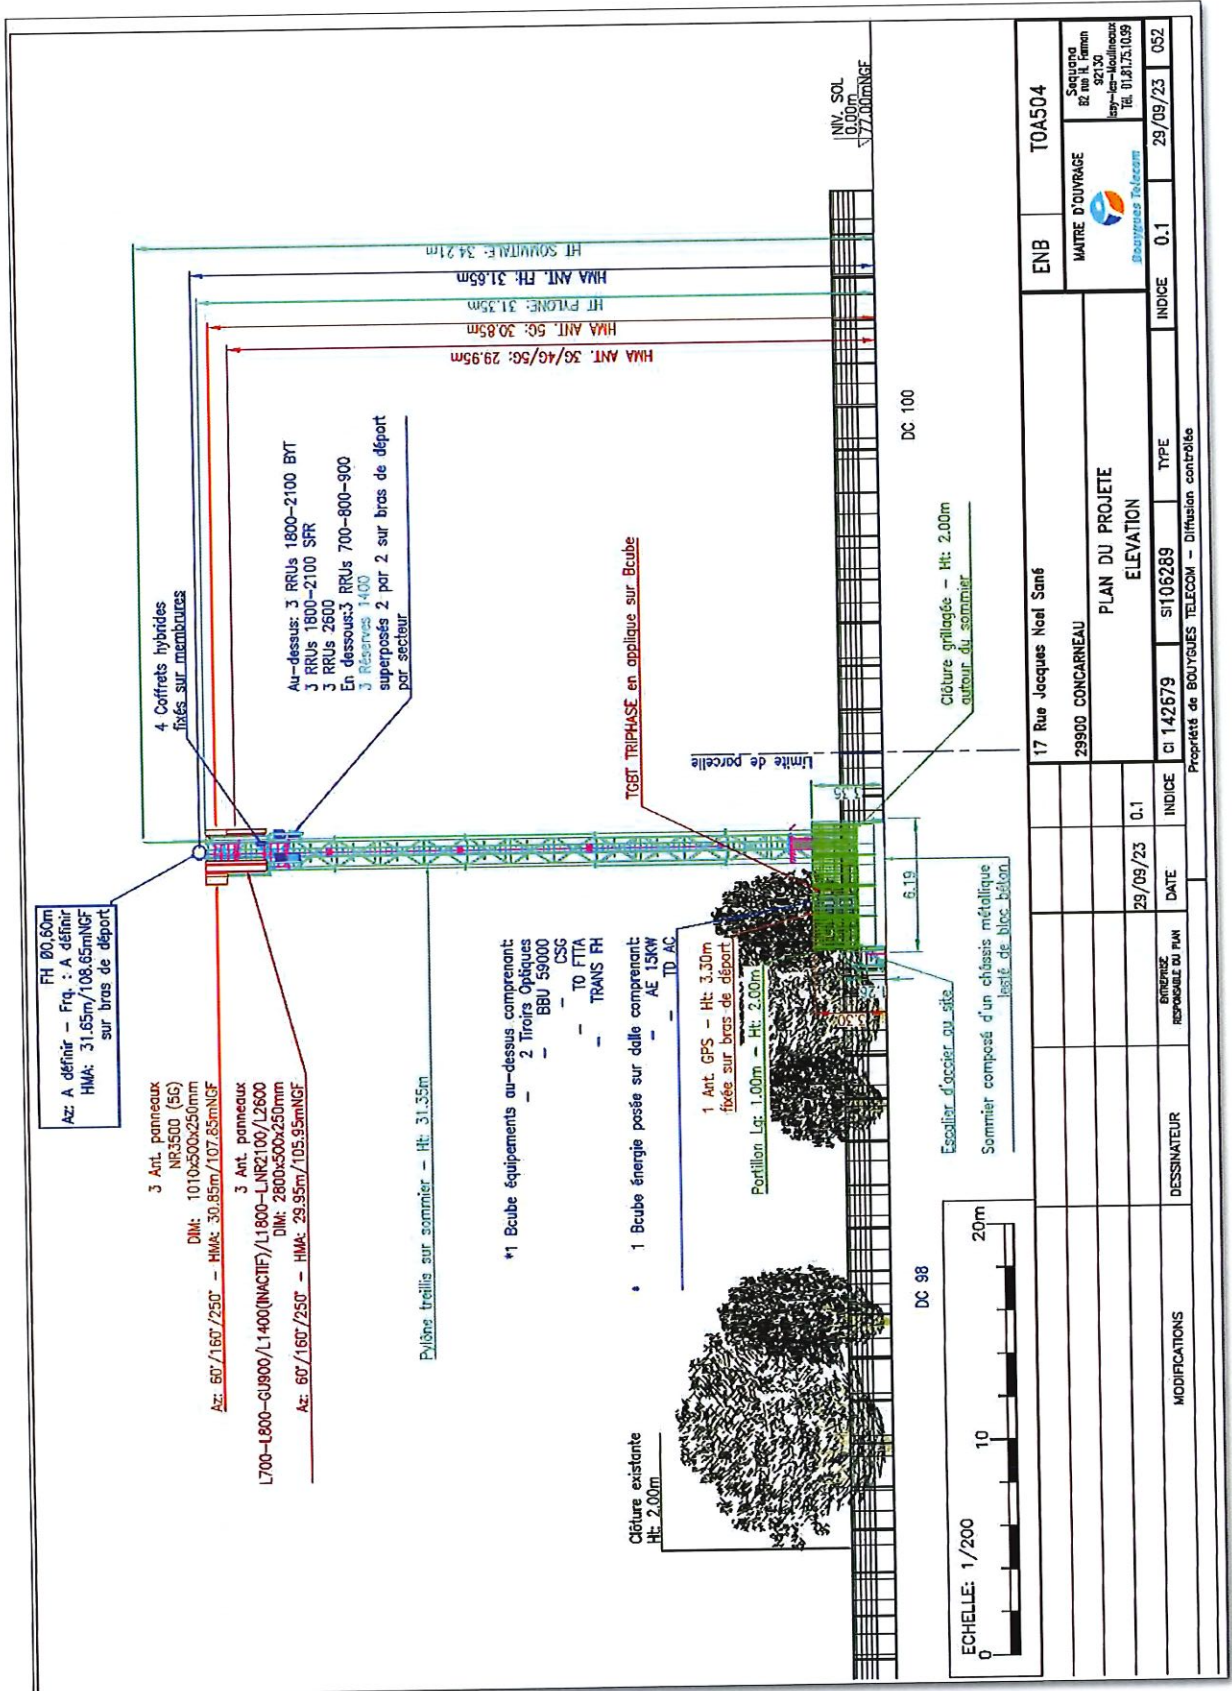 FH Ø0,60m
Az: A définir – Frq. : A définir
HMA: 31.65m/108.65mNGF
sur bras de départ
3 Ant. panneaux
NR3500 (5G)
DIM: 1010x500x250mm
Az: 60°/160°/250° – HMA: 30.85m/107.85mNGF
3 Ant. panneaux
L700–L800–GU900/L1400(INACTIF)/L1800–LNR2100/L2600
DIM: 2800x500x250mm
Az: 60°/160°/250° – HMA: 29.95m/105.95mNGF
Pylône treillis sur sommier – Ht: 31.35m
*1 Bcube équipements au-dessus comprenant:
– 2 Tiroirs Optiques
– BBU 59000
– CSG
– TO FTTA
– TRANS FH
* 1 Bcube énergie posée sur dalle comprenant:
– AE 15KW
– TD AC
1 Ant. GPS – Ht: 3.30m
fixée sur bras de départ
Portillon Lg: 1.00m – Ht: 2.00m
Clôture existante
Ht: 2.00m
4 Coffrets hybrides
fixés sur membrures
Au-dessus: 3 RRUs 1800–2100 BYT
3 RRUs 1800–2100 SFR
3 RRUs 2600
En dessous:3 RRUs 700–800–900
3 Réserves 1400
superposés 2 par 2 sur bras de départ
par secteur
TGBT TRIPHASE en applique sur Bcube
Limite de parcelle
HT SOMMITALE: 34.21m
HMA ANT. FH: 31.65m
HT PYLONE: 31.35m
HMA ANT. 5G: 30.85m
HMA ANT. 3G/4G/5G: 29.95m
NIV. SOL
0.00m
77.00mNGF
3.35
6.19
3.30
DC 98
DC 100
Clôture grillagée – Ht: 2.00m
autour du sommier
Escalier d'accier au site
Sommier composé d'un châssis métallique
lesté de bloc béton
ECHELLE: 1/200
0 10 20m
MODIFICATIONS
DESSINATEUR
ENTREPRISE
RESPONSABLE DU PLAN
29/09/23 0.1
DATE INDICE
17 Rue Jacques Noel Sané
29900 CONCARNEAU
PLAN DU PROJETE
ELEVATION
CI 142679 SI106289 TYPE INDICE 0.1 29/09/23 052
ENB T0A504
MAITRE D'OUVRAGE
Bouygues Telecom
Sequana
82 rue H. Farman
92130
Issy-les-Moulineaux
Tél. 01.81.75.10.99
Propriété de BOUYGUES TELECOM – Diffusion contrôlée